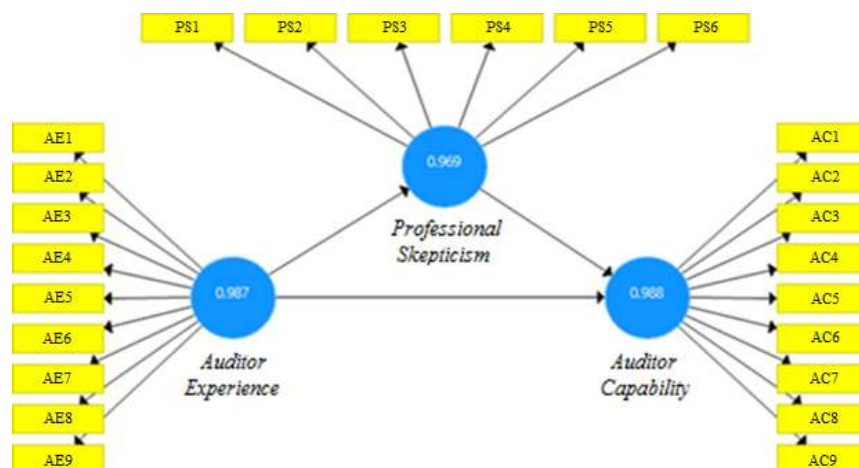 PS1
PS2
PS3
PS4
PS5
PS6
AE1
AE2
AE3
AE4
AE5
AE6
AE7
AE8
AE9
0.969
Professional
Skepticism
0.987
Auditor
Experience
0.988
Auditor
Capability
AC1
AC2
AC3
AC4
AC5
AC6
AC7
AC8
AC9